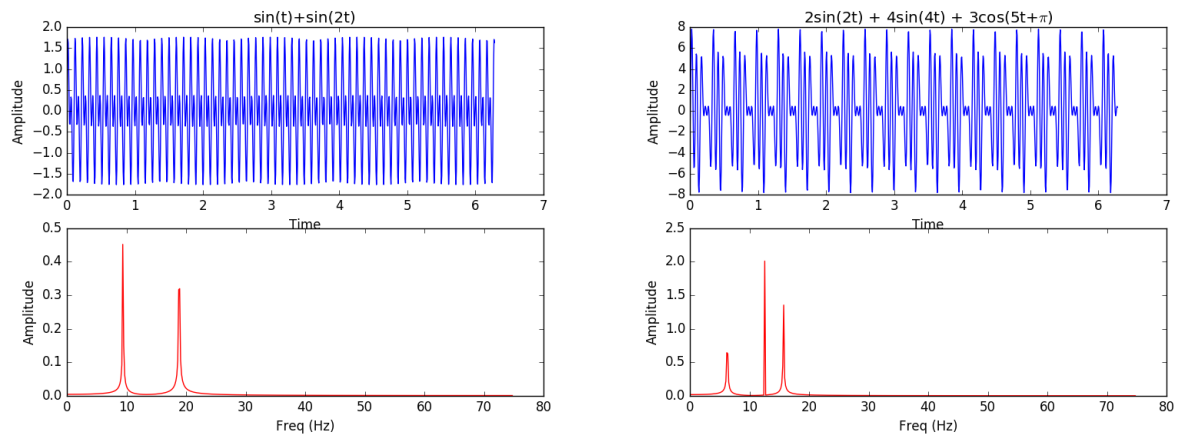 sin(t)+sin(2t)
2.0
1.5
1.0
0.5
0.0
−0.5
−1.0
−1.5
−2.0
Amplitude
0 1 2 3 4 5 6 7
Time
0.5
0.4
0.3
0.2
0.1
0.0
Amplitude
0 10 20 30 40 50 60 70 80
Freq (Hz)
2sin(2t) + 4sin(4t) + 3cos(5t+π)
8
6
4
2
0
−2
−4
−6
−8
Amplitude
0 1 2 3 4 5 6 7
Time
2.5
2.0
1.5
1.0
0.5
0.0
Amplitude
0 10 20 30 40 50 60 70 80
Freq (Hz)